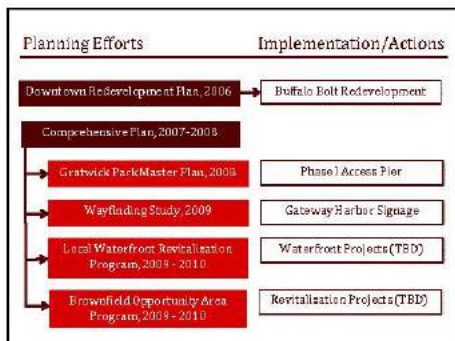 Planning Efforts Implementation/Actions
Downtown Redevelopment Plan, 2006 Buffalo Bolt Redevelopment
Comprehensive Plan, 2007-2008
Gratwick Park Master Plan, 2008 Phase I Access Pier
Wayfinding Study, 2009 Gateway Harbor Signage
Local Waterfront Revitalization Waterfront Projects (TBD)
Program, 2009 - 2010
Brownfield Opportunity Area Revitalization Projects (TBD)
Program, 2009 - 2010